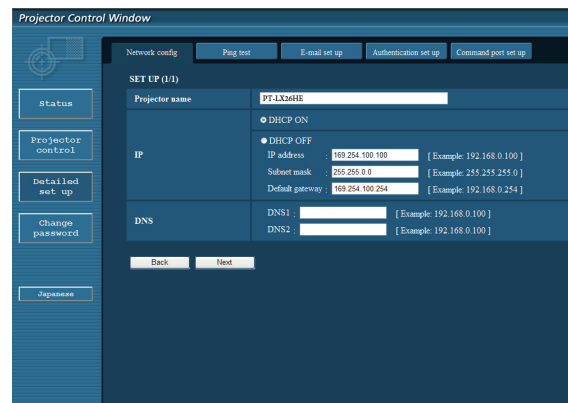 Projector Control Window
Network config Ping test E-mail set up Authentication set up Command port set up
SET UP (1/1)
Status
Projector name PT-LX26HE
DHCP ON
Projector control
IP
DHCP OFF
IP address : 169.254.100.100 [ Example: 192.168.0.100 ]
Subnet mask : 255.255.0.0 [ Example: 255.255.255.0 ]
Default gateway : 169.254.100.254 [ Example: 192.168.0.254 ]
Detailed set up
DNS
DNS1 : [ Example: 192.168.0.100 ]
DNS2 : [ Example: 192.168.0.100 ]
Change password
Back Next
Japanese